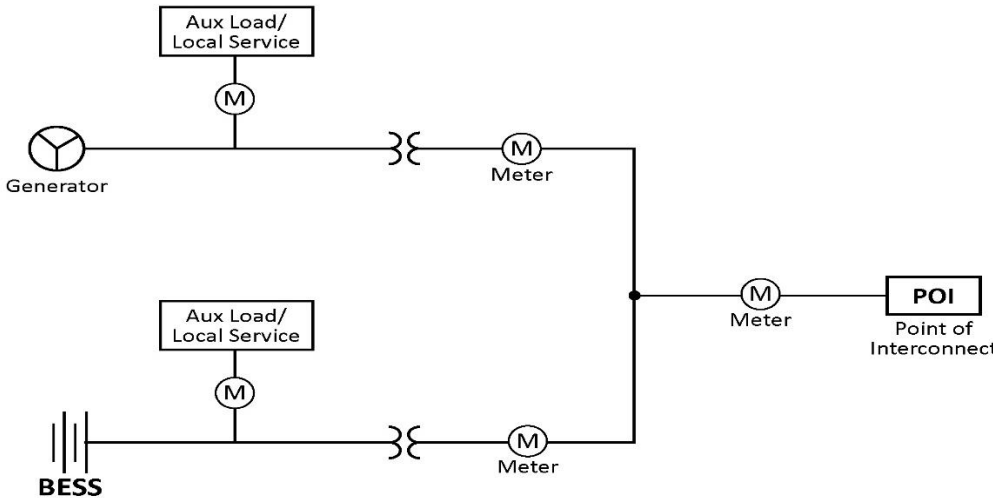 Aux Load/
Local Service
M
M
Generator
Meter
Aux Load/
Local Service
M
POI
Meter
Point of
Interconnect
M
M
Meter
BESS